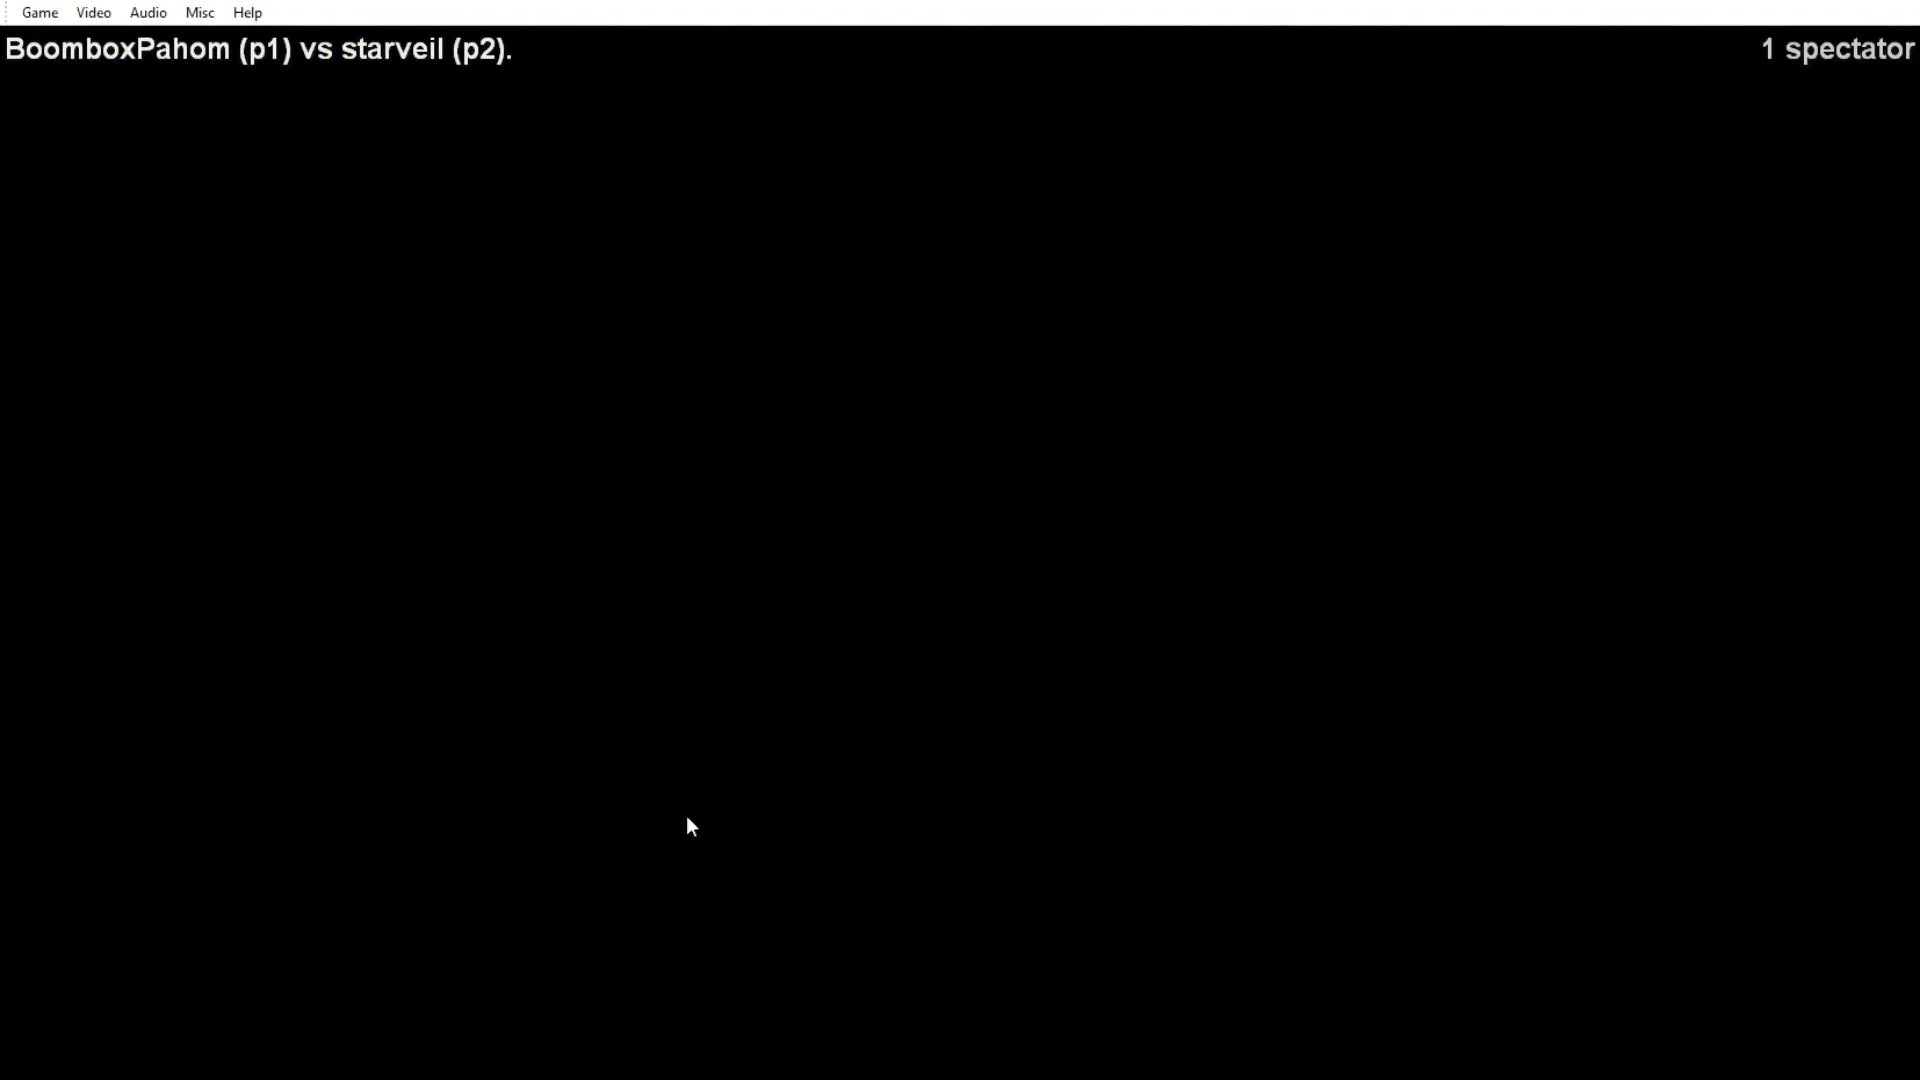 Game Video Audio Misc Help
BoomboxPahom (p1) vs starveil (p2). 1 spectator